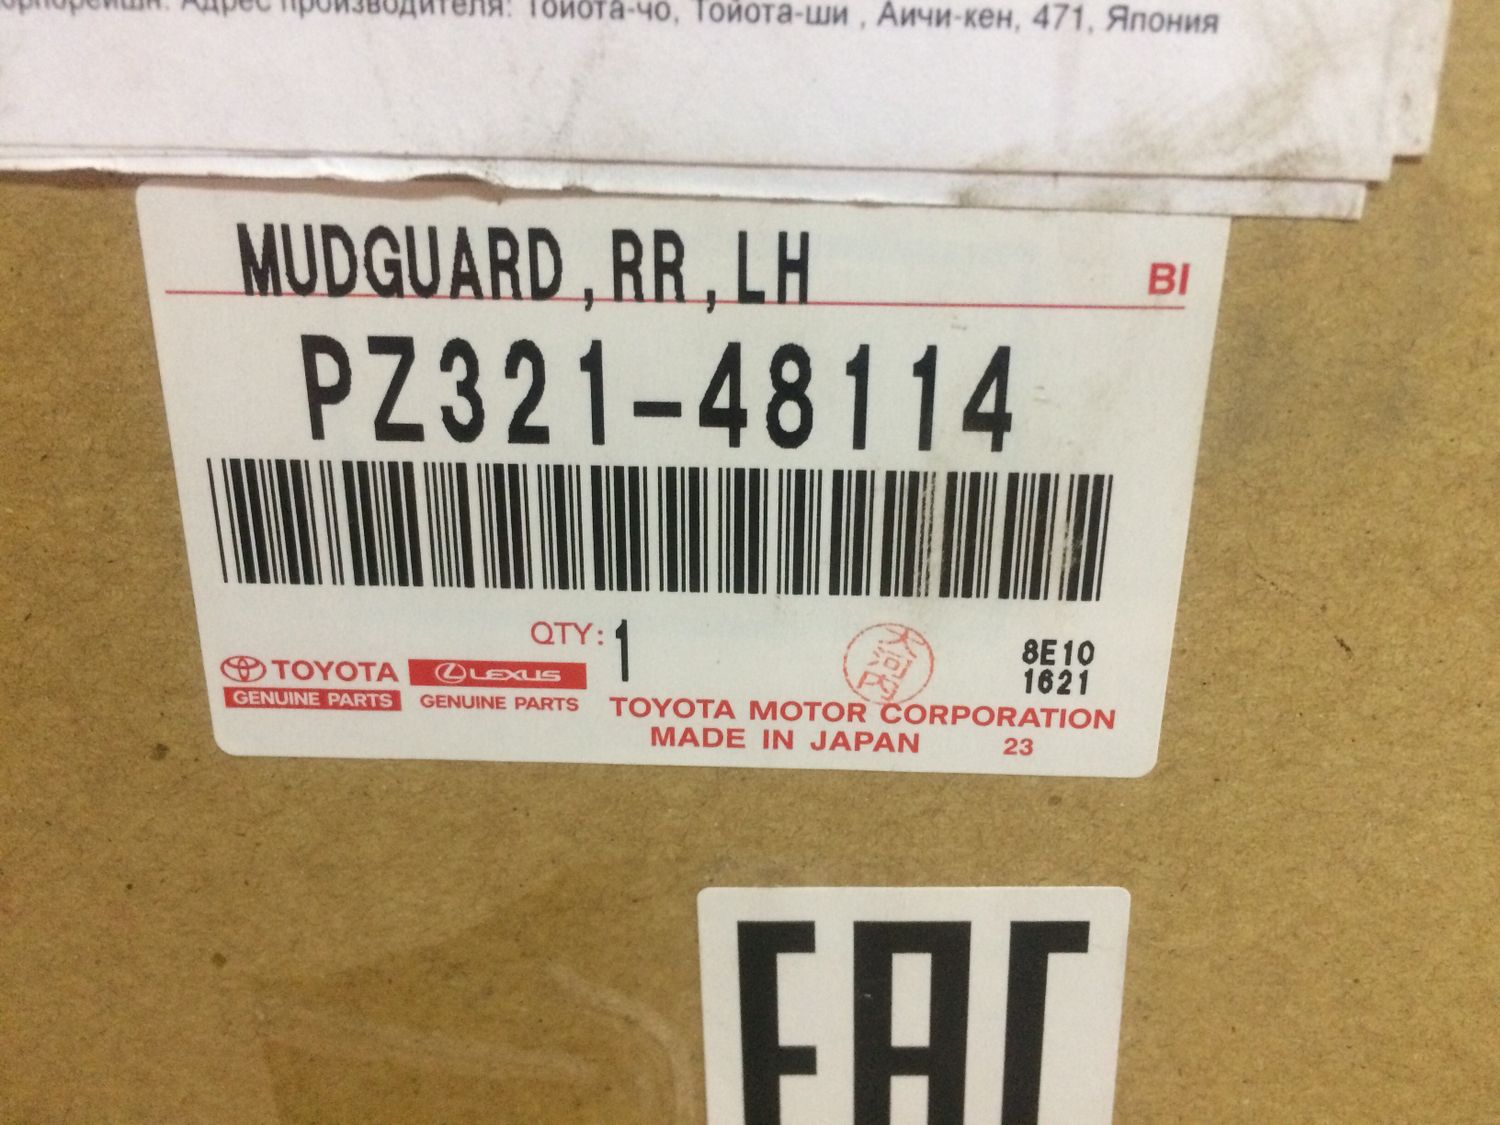 орпорейшн. Адрес производителя: Тойота-чо, Тойота-ши , Аичи-кен, 471, Япония
MUDGUARD,RR,LH
BI
PZ321-48114
QTY: 1
8E10
1621
TOYOTA
LEXUS
GENUINE PARTS
GENUINE PARTS
TOYOTA MOTOR CORPORATION
MADE IN JAPAN
23
EAC